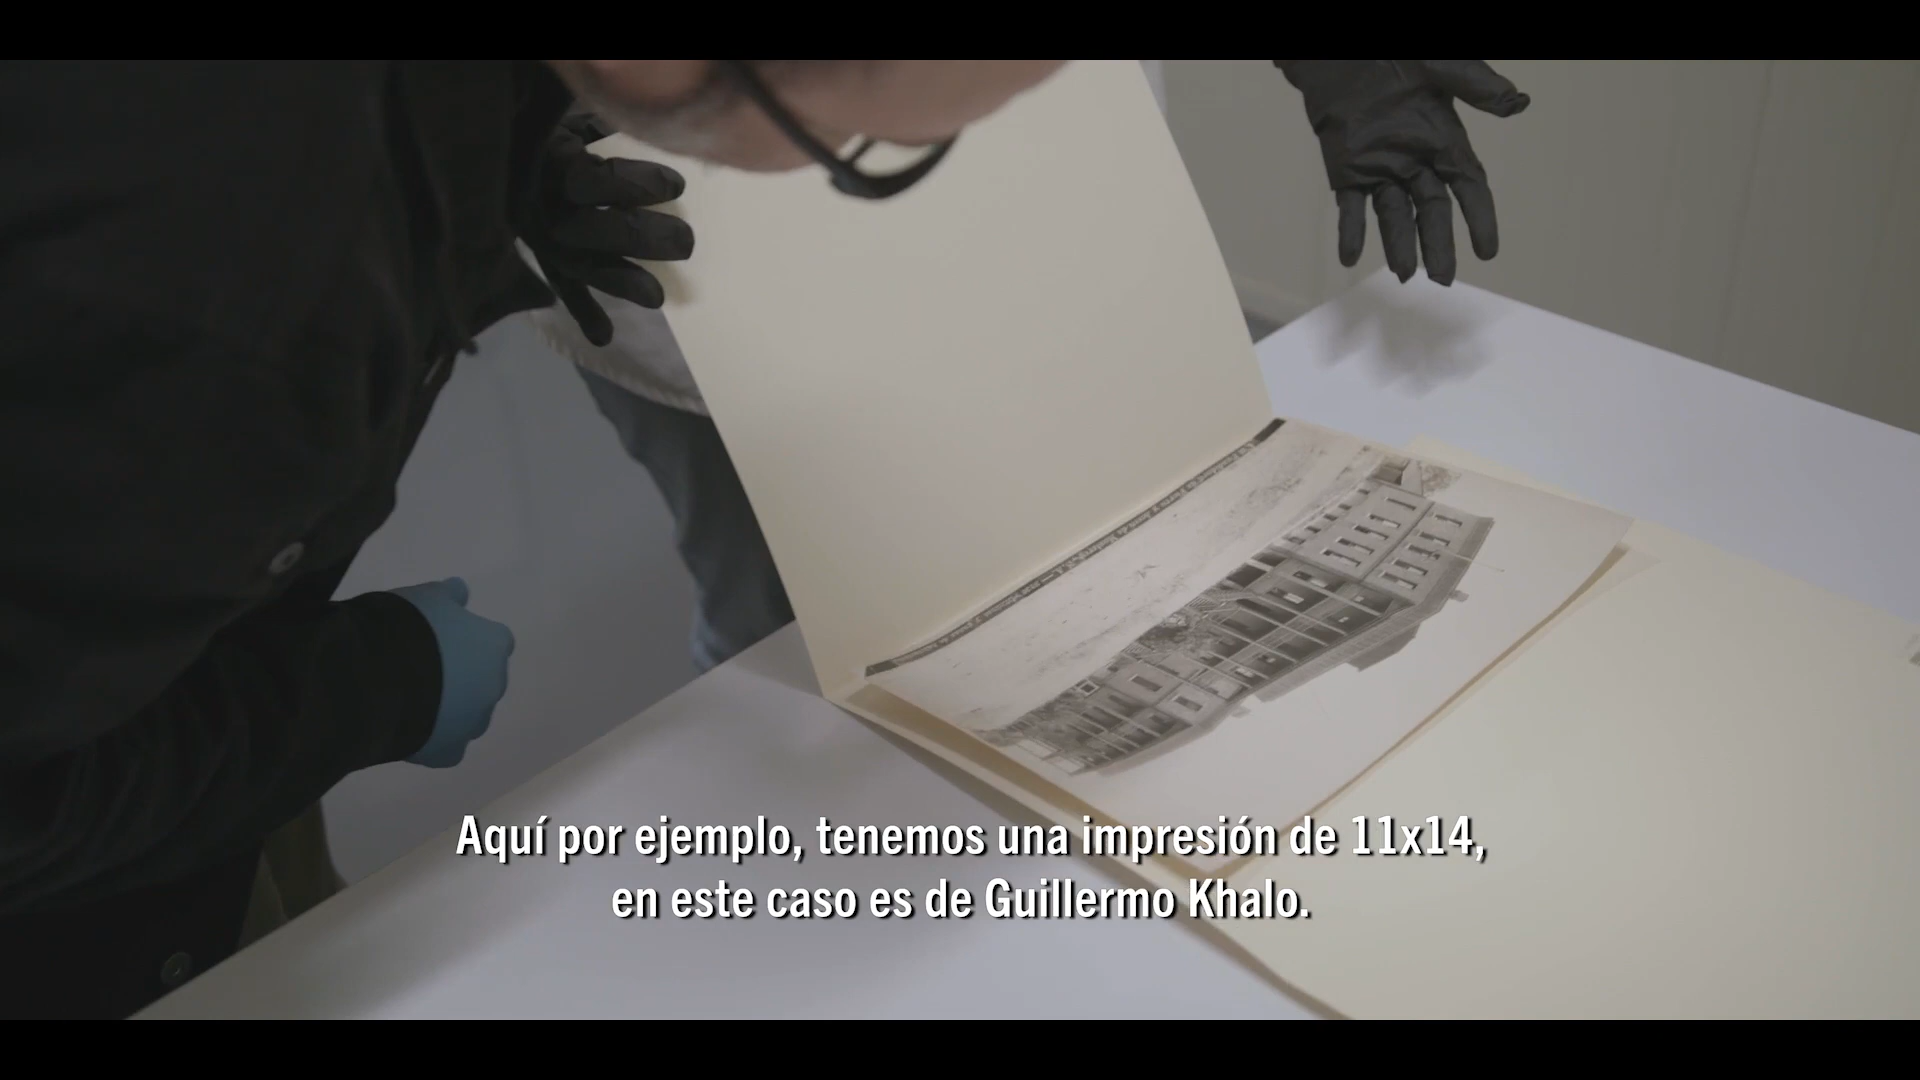 Aquí por ejemplo, tenemos una impresión de 11x14,
en este caso es de Guillermo Khalo.